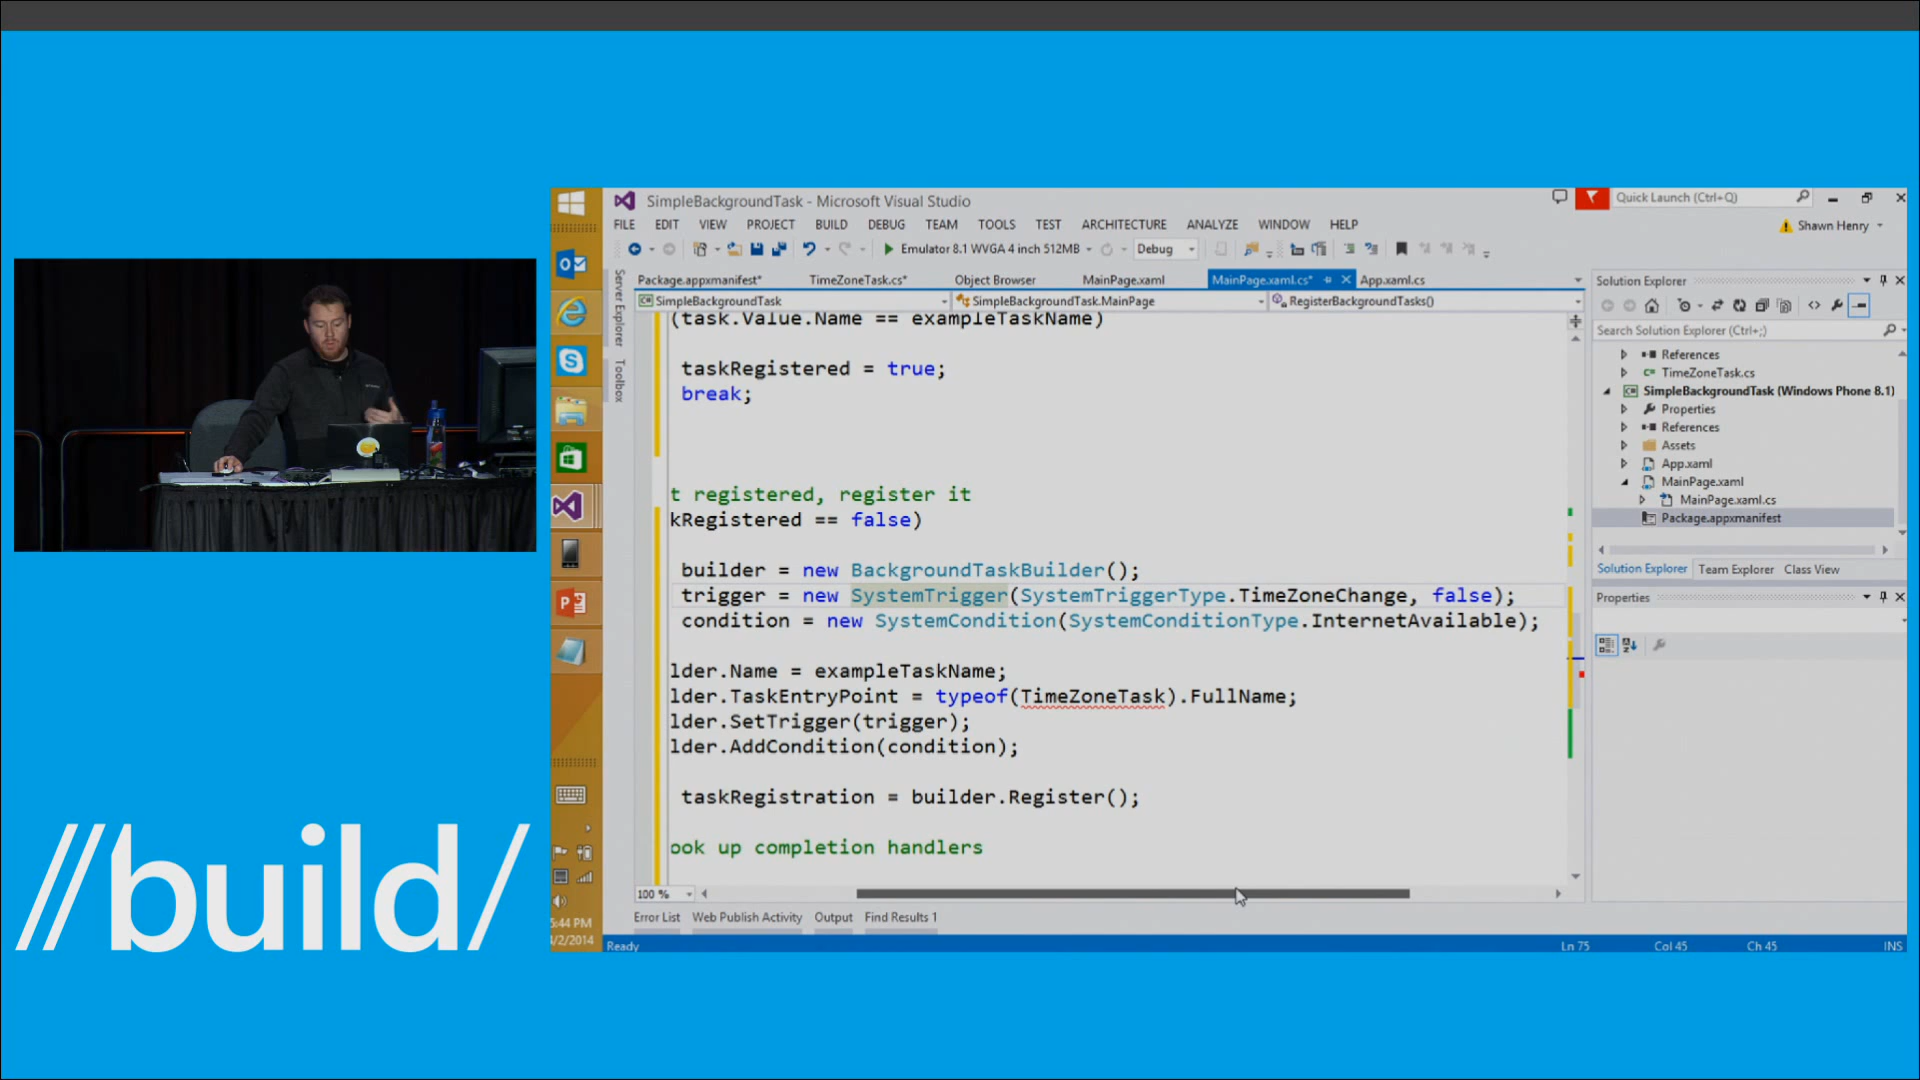 SimpleBackgroundTask - Microsoft Visual Studio
Quick Launch (Ctrl+Q)
FILE EDIT VIEW PROJECT BUILD DEBUG TEAM TOOLS TEST ARCHITECTURE ANALYZE WINDOW HELP
Shawn Henry
Emulator 8.1 WVGA 4 inch 512MB
Debug
Server Explorer
Toolbox
Package.appxmanifest* TimeZoneTask.cs* Object Browser MainPage.xaml MainPage.xaml.cs* App.xaml.cs
SimpleBackgroundTask SimpleBackgroundTask.MainPage RegisterBackgroundTasks()
(task.Value.Name == exampleTaskName)
taskRegistered = true;
break;
t registered, register it
kRegistered == false)
builder = new BackgroundTaskBuilder();
trigger = new SystemTrigger(SystemTriggerType.TimeZoneChange, false);
condition = new SystemCondition(SystemConditionType.InternetAvailable);
lder.Name = exampleTaskName;
lder.TaskEntryPoint = typeof(TimeZoneTask).FullName;
lder.SetTrigger(trigger);
lder.AddCondition(condition);
taskRegistration = builder.Register();
ook up completion handlers
100 %
Error List Web Publish Activity Output Find Results 1
Ready
Ln 75 Col 45 Ch 45 INS
Solution Explorer
Search Solution Explorer (Ctrl+;)
References
TimeZoneTask.cs
SimpleBackgroundTask (Windows Phone 8.1)
Properties
References
Assets
App.xaml
MainPage.xaml
MainPage.xaml.cs
Package.appxmanifest
Solution Explorer Team Explorer Class View
Properties
5:44 PM
4/2/2014
//build/